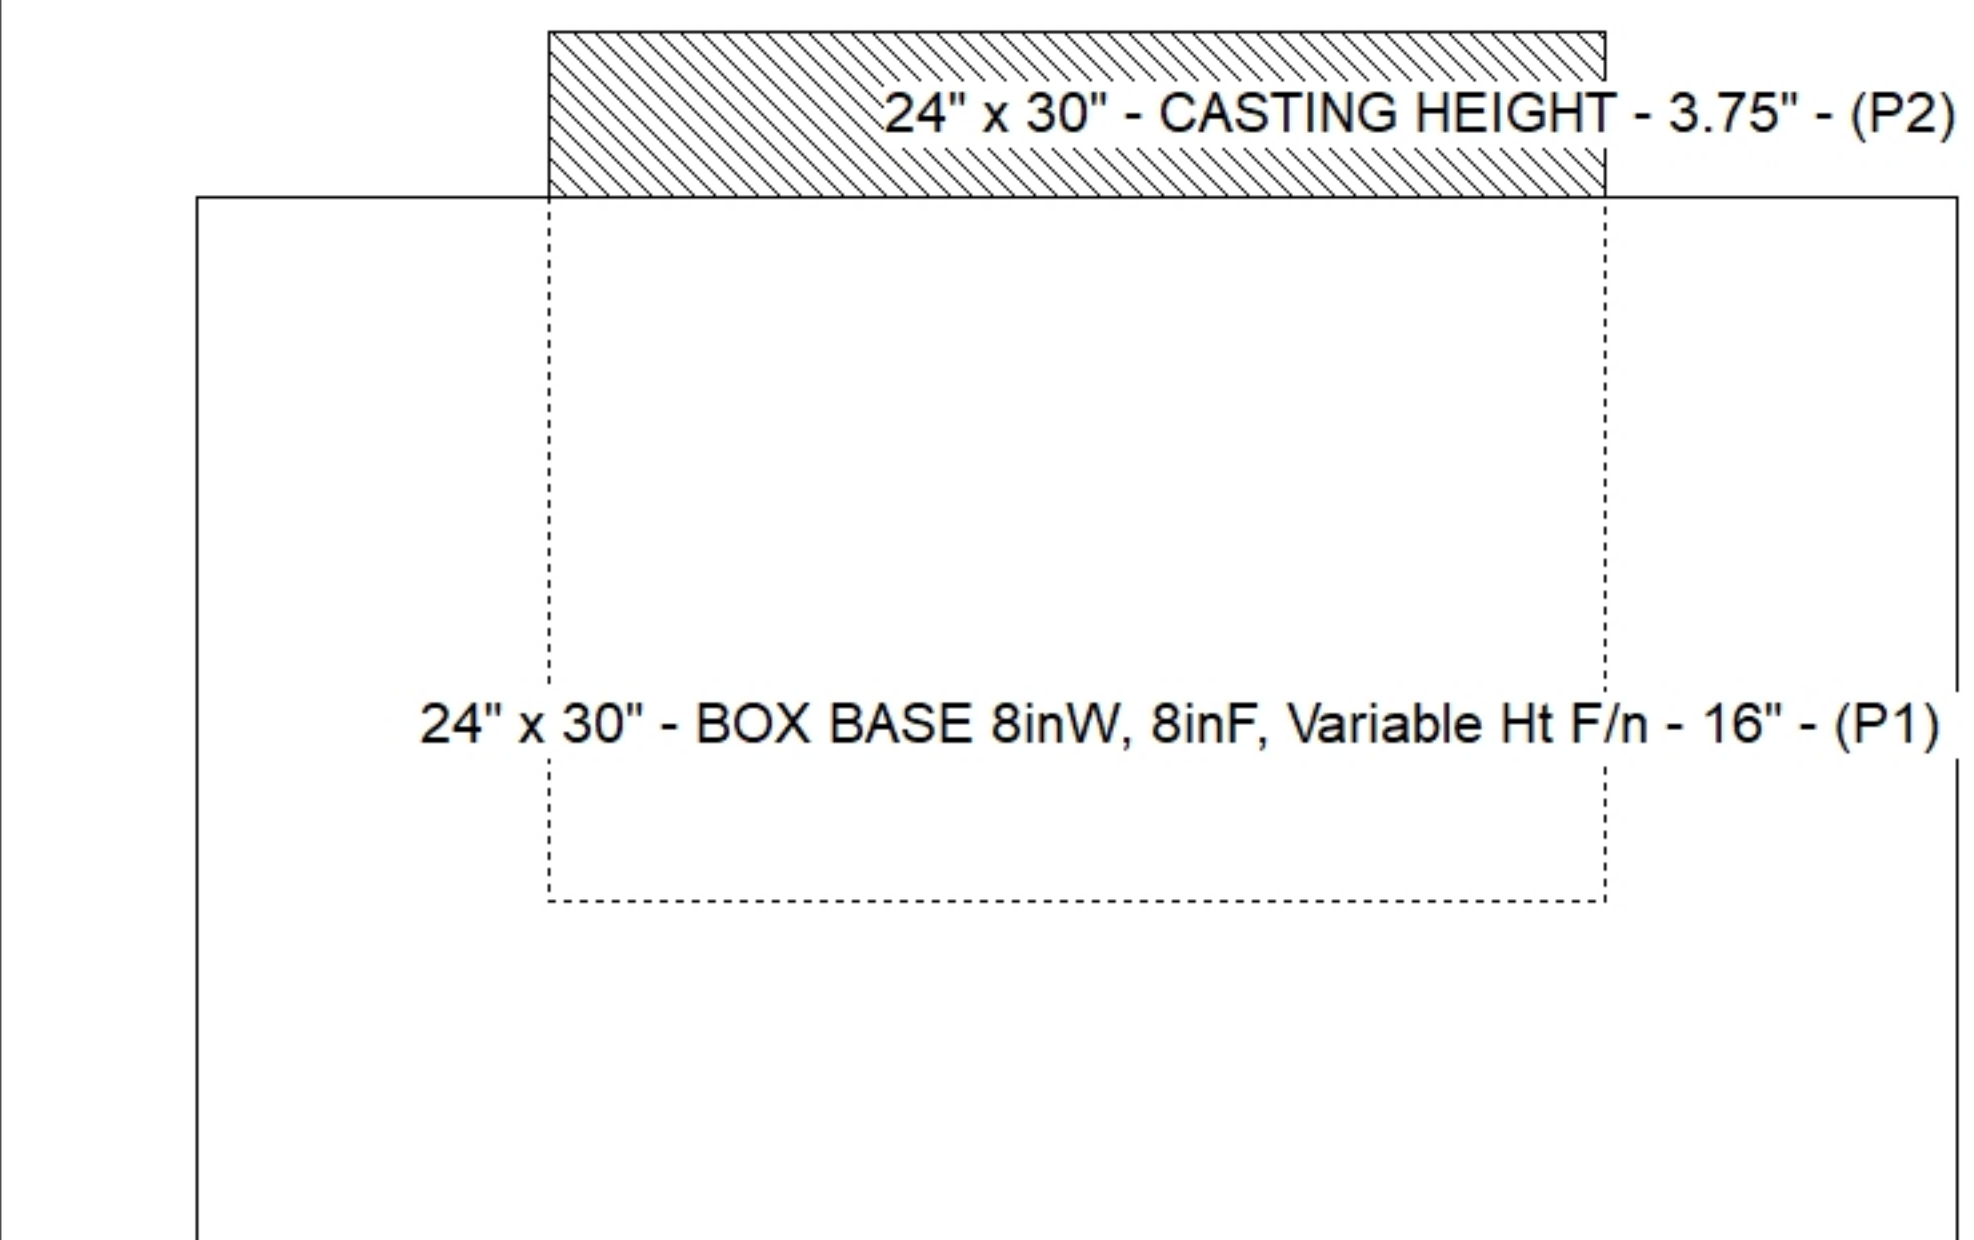 24" x 30" - CASTING HEIGHT - 3.75" - (P2)
24" x 30" - BOX BASE 8inW, 8inF, Variable Ht F/n - 16" - (P1)